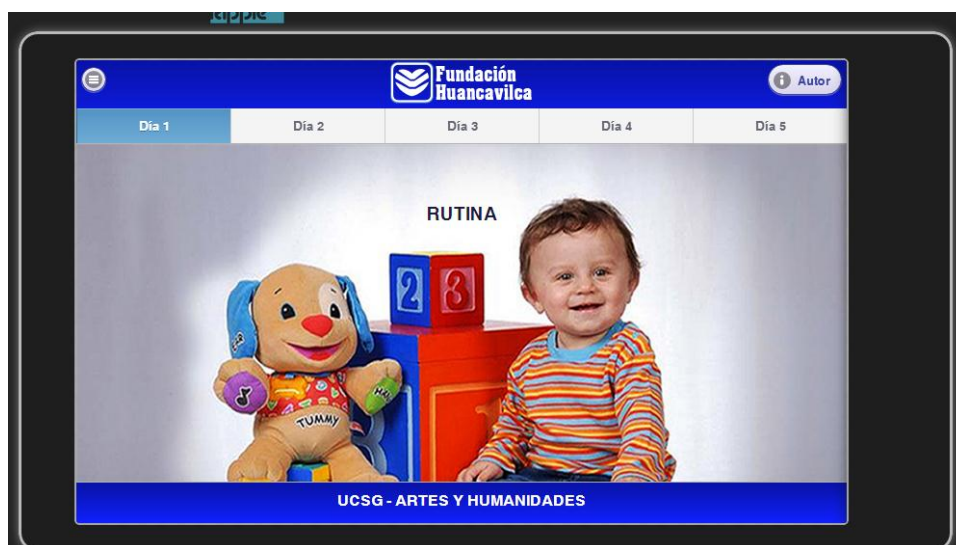 Fundación
Huancavilca
Autor
Día 1
Día 2
Día 3
Día 4
Día 5
RUTINA
2
3
TUMMY
UCSG - ARTES Y HUMANIDADES